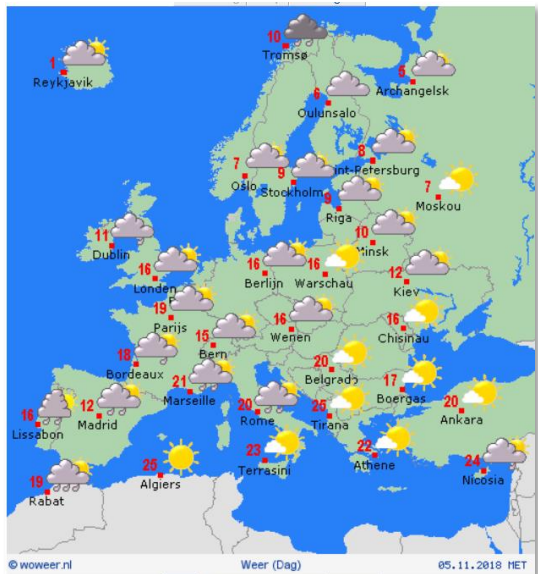 10
Tromsø
1
Reykjavik
5
Archangelsk
6
Oulunsalo
8
int-Petersburg
7
Oslo
9
Stockholm
7
Moskou
9
Riga
10
Minsk
11
Dublin
16
Londen
16
Berlijn
16
Warschau
12
Kiev
19
Parijs
16
Wenen
16
Chisinau
15
Bern
18
Bordeaux
20
Belgrado
17
Boergas
21
Marseille
20
Rome
25
Tirana
20
Ankara
16
Lissabon
12
Madrid
23
Terrasini
22
Athene
24
Nicosia
19
Rabat
25
Algiers
© woweer.nl Weer (Dag) 05.11.2018 MET